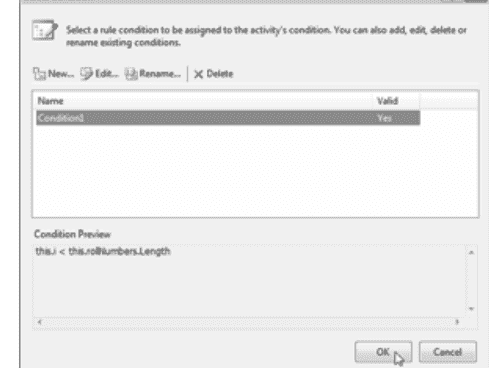 Select a rule condition to be assigned to the activity's condition. You can also add, edit, delete or
rename existing conditions.
New... Edit... Rename... Delete
Name Valid
Condition1 Yes
Condition Preview
this.i < this.rollNumbers.Length
OK Cancel